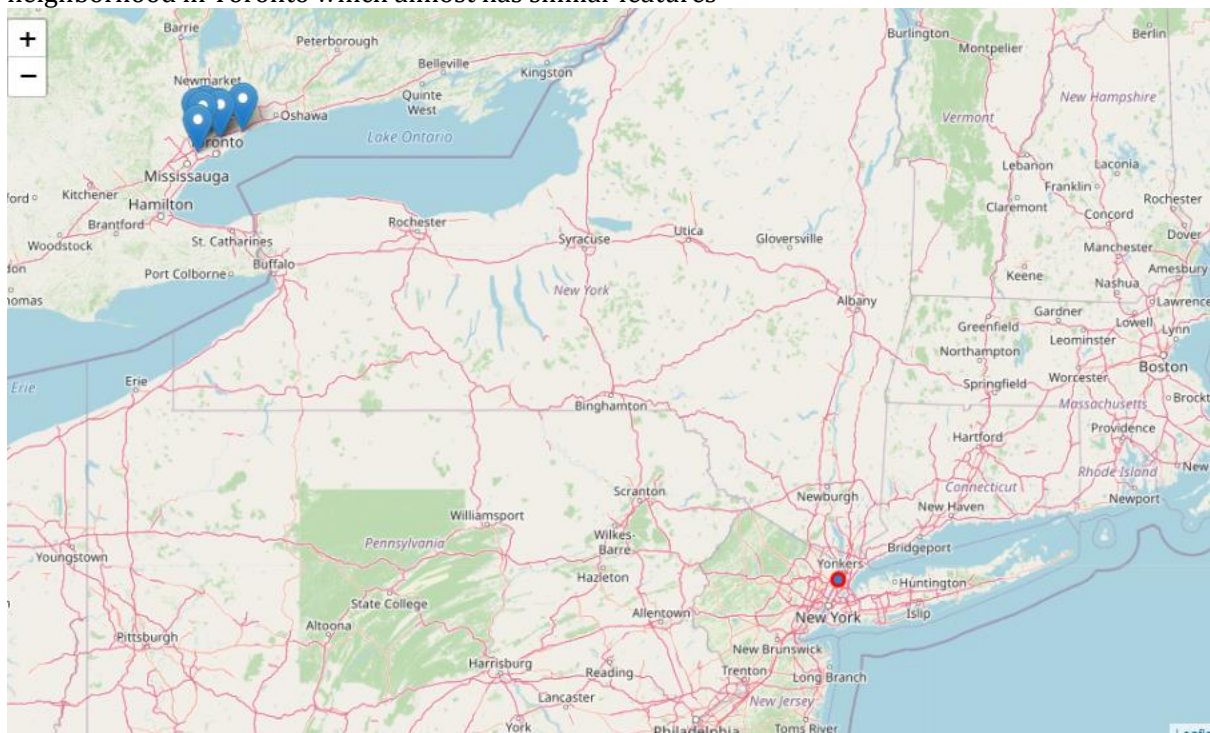 neighborhood in Toronto which almost has similar features
+
−
Barrie
Peterborough
Belleville
Kingston
Burlington
Montpelier
Berlin
Newmarket
Quinte
West
Oshawa
New Hampshire
Vermont
Lake Ontario
Mississauga
Kitchener
Hamilton
Brantford
Woodstock
St. Catharines
Port Colborne
Buffalo
Rochester
Syracuse
Utica
Gloversville
Lebanon
Laconia
Franklin
Claremont
Concord
Rochester
Dover
Manchester
Keene
Nashua
Amesbury
Lawrence
New York
Albany
Greenfield
Gardner
Lowell
Lynn
Leominster
Northampton
Boston
Springfield
Worcester
Massachusetts
Brockt
Erie
Erie
Binghamton
Hartford
Providence
Rhode Island
Connecticut
New
Newport
Scranton
Newburgh
New Haven
Williamsport
Wilkes-
Barre
Bridgeport
Youngstown
Pennsylvania
Hazleton
Yonkers
Huntington
State College
Allentown
New York
Islip
Altoona
Pittsburgh
New Brunswick
Harrisburg
Reading
Trenton
Long Branch
Lancaster
New Jersey
York
Philadelphia
Toms River